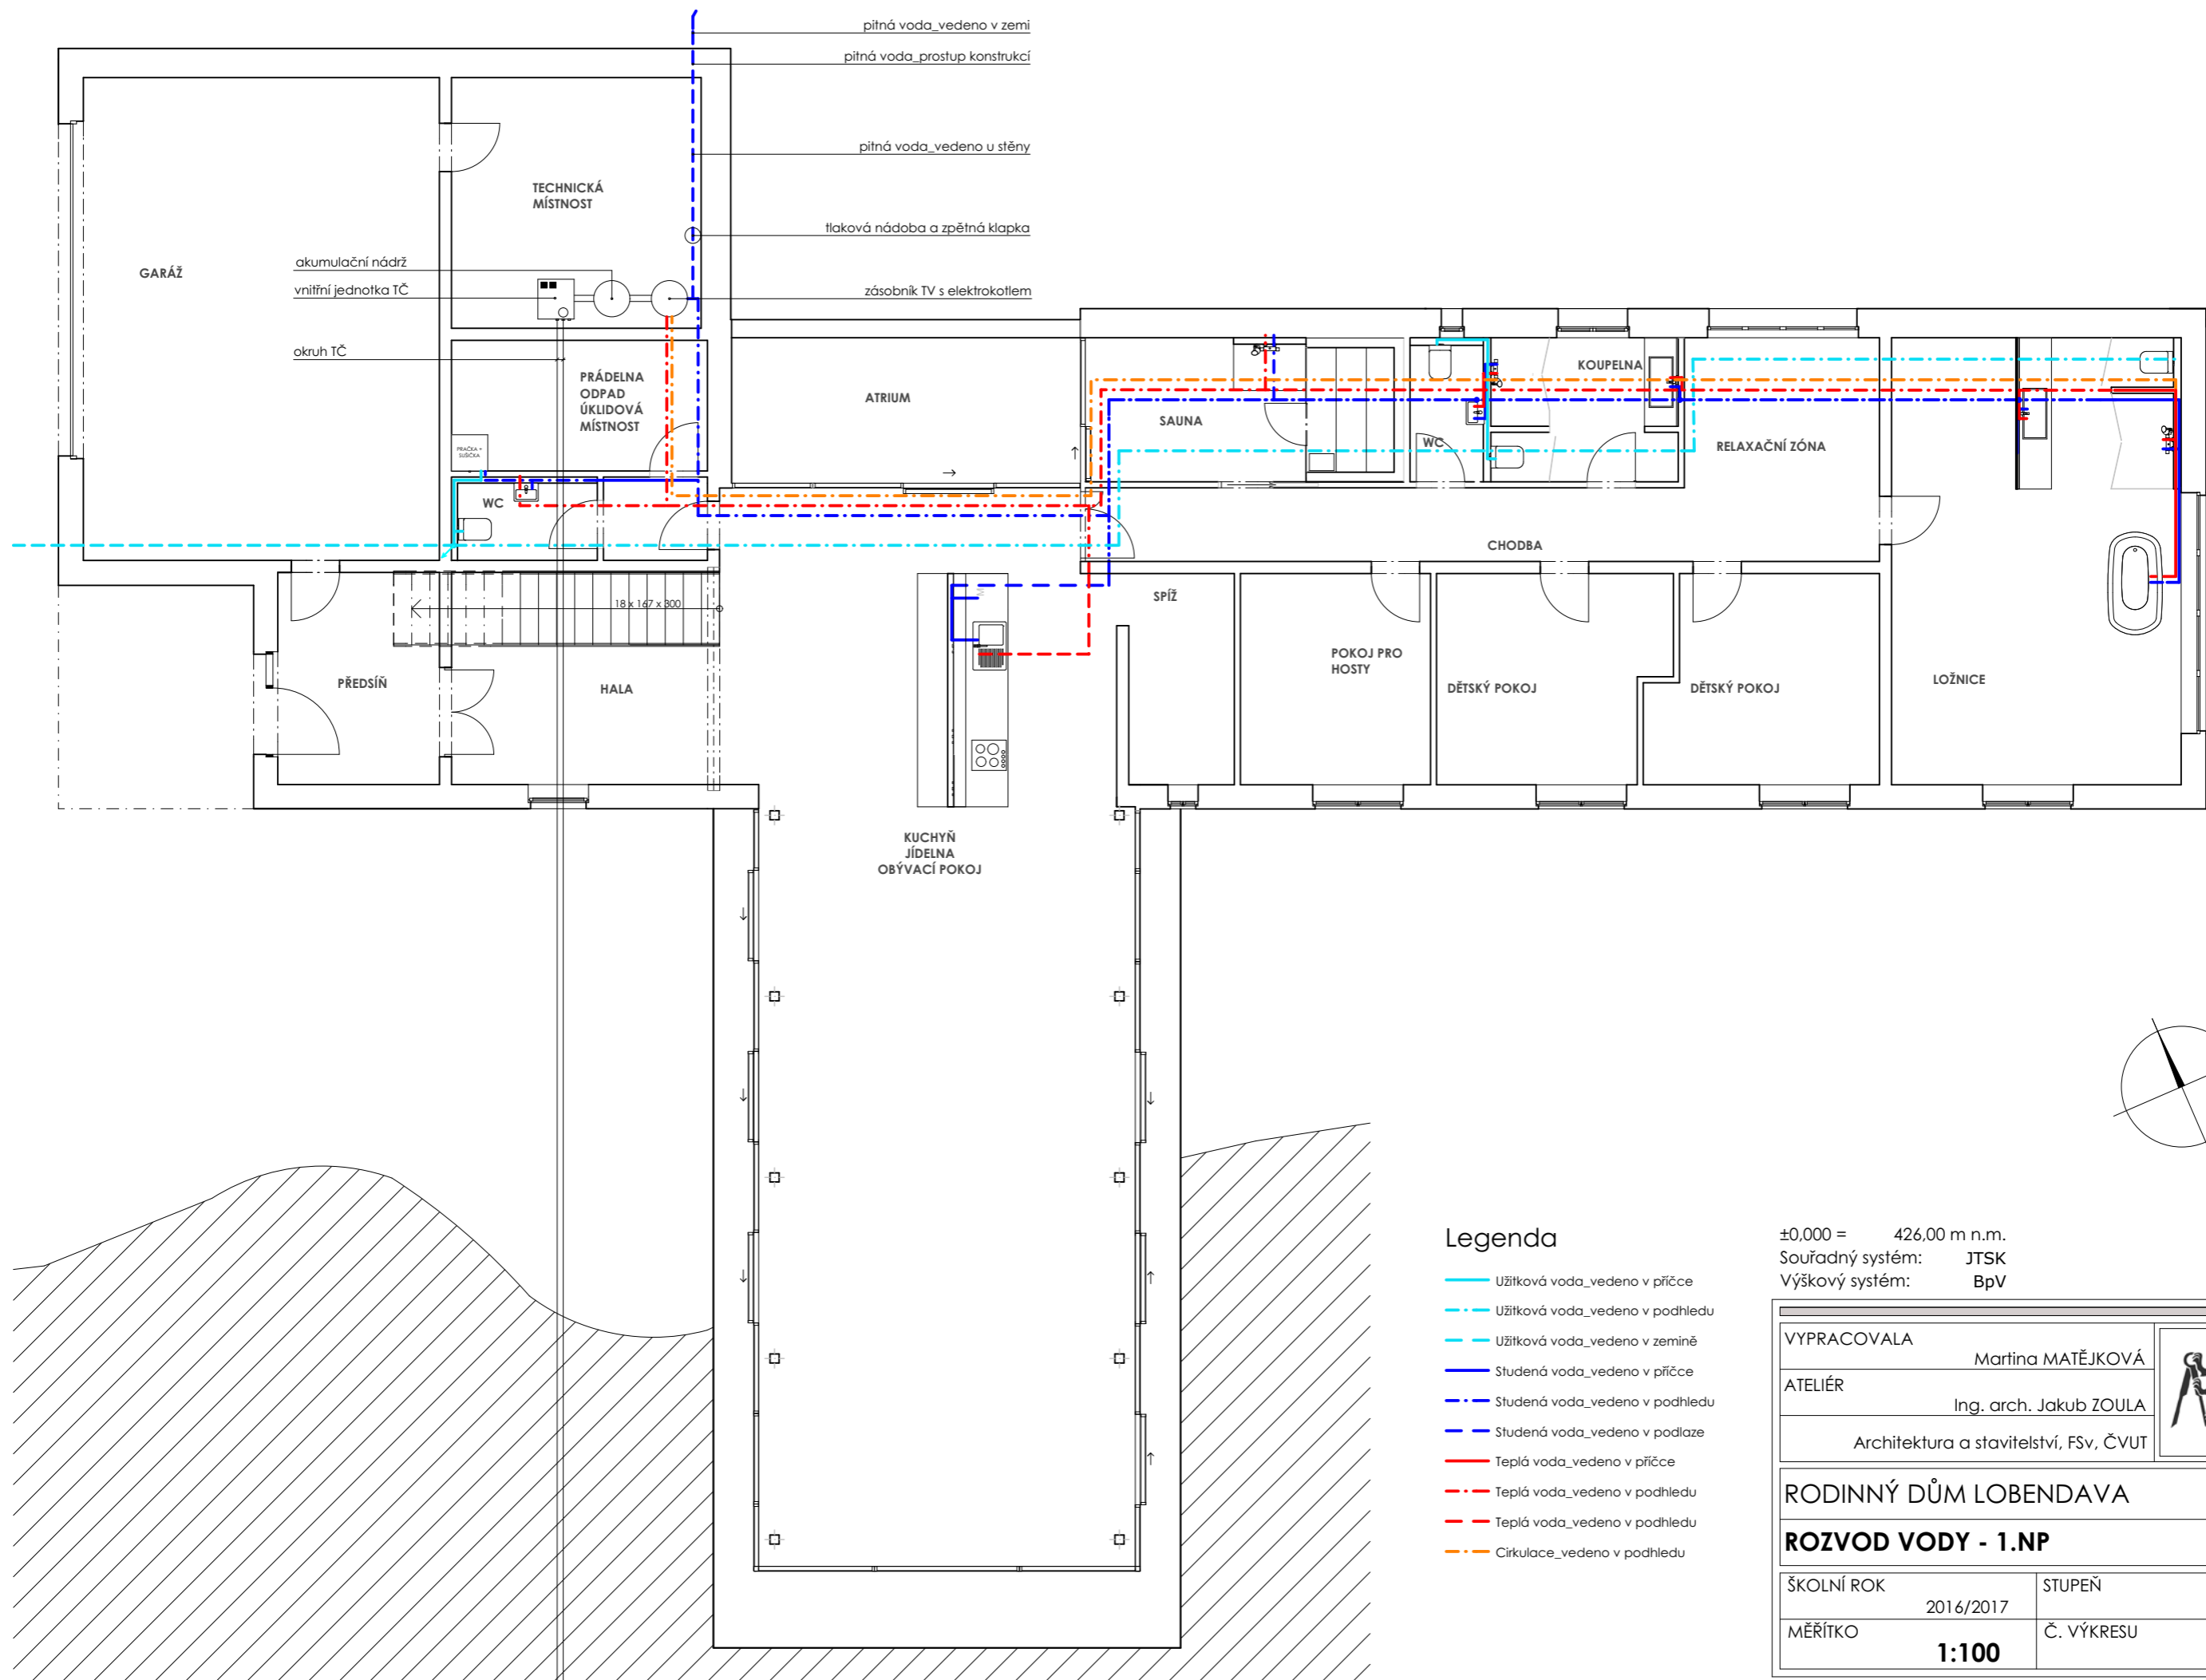 pitná voda_vedeno v zemi
pitná voda_prostup konstrukcí
pitná voda_vedeno u stěny
TECHNICKÁ
MÍSTNOST
tlaková nádoba a zpětná klapka
GARÁŽ
akumulační nádrž
vnitřní jednotka TČ
zásobník TV s elektrokotlem
okruh TČ
PRÁDELNA
ODPAD
ÚKLIDOVÁ
MÍSTNOST
PRAČKA +
SUŠIČKA
ATRIUM
SAUNA
WC
KOUPELNA
RELAXAČNÍ ZÓNA
WC
CHODBA
18 x 167 x 300
SPÍŽ
PŘEDSÍŇ
HALA
POKOJ PRO
HOSTY
DĚTSKÝ POKOJ
DĚTSKÝ POKOJ
LOŽNICE
KUCHYŇ
JÍDELNA
OBÝVACÍ POKOJ
Legenda
Užitková voda_vedeno v příčce
Užitková voda_vedeno v podhledu
Užitková voda_vedeno v zemině
Studená voda_vedeno v příčce
Studená voda_vedeno v podhledu
Studená voda_vedeno v podlaze
Teplá voda_vedeno v příčce
Teplá voda_vedeno v podhledu
Teplá voda_vedeno v podhledu
Cirkulace_vedeno v podhledu
±0,000 = 426,00 m n.m.
Souřadný systém: JTSK
Výškový systém: BpV
VYPRACOVALA
Martina MATĚJKOVÁ
ATELIÉR
Ing. arch. Jakub ZOULA
Architektura a stavitelství, FSv, ČVUT
RODINNÝ DŮM LOBENDAVA
ROZVOD VODY - 1.NP
ŠKOLNÍ ROK
2016/2017
STUPEŇ
MĚŘÍTKO
1:100
Č. VÝKRESU